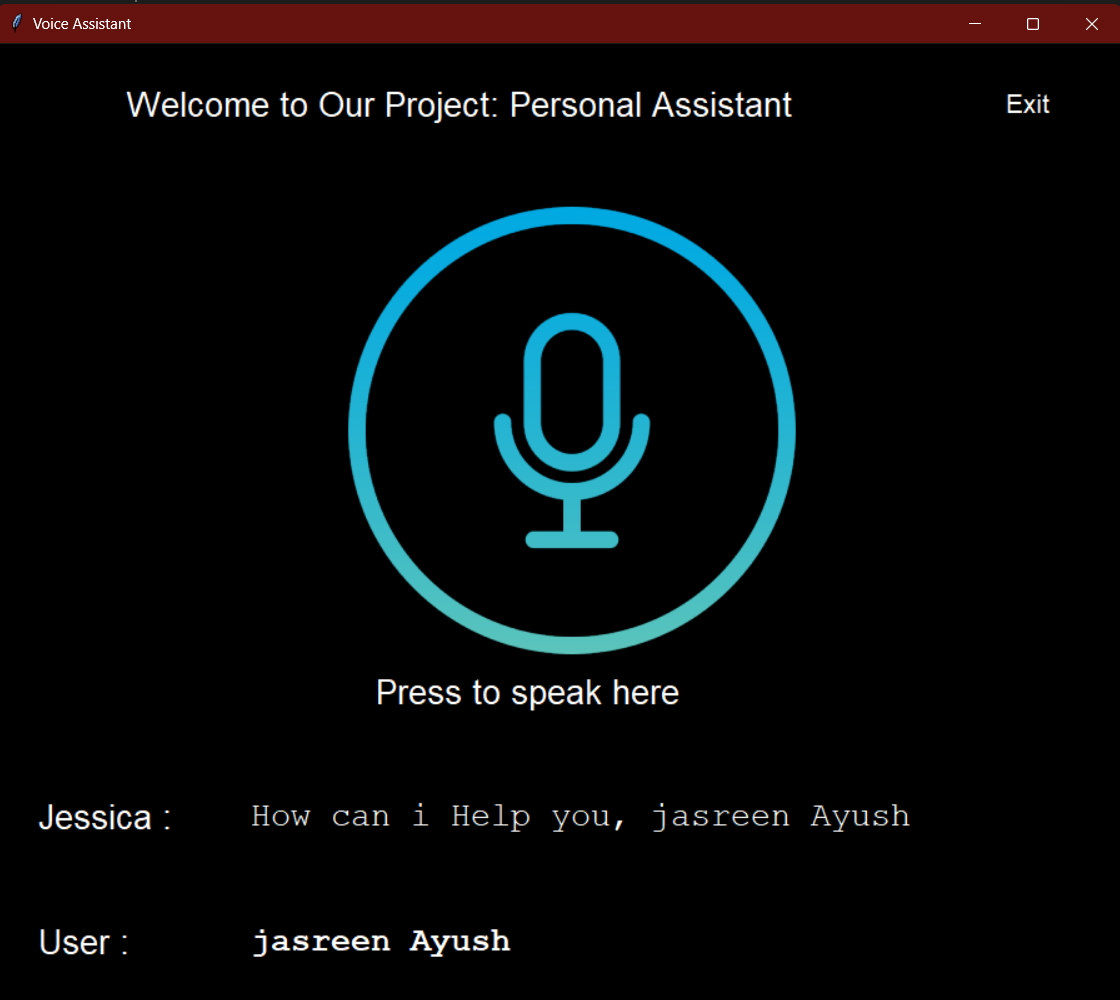 Voice Assistant
Welcome to Our Project: Personal Assistant
Exit
Press to speak here
Jessica : How can i Help you, jasreen Ayush
User : jasreen Ayush